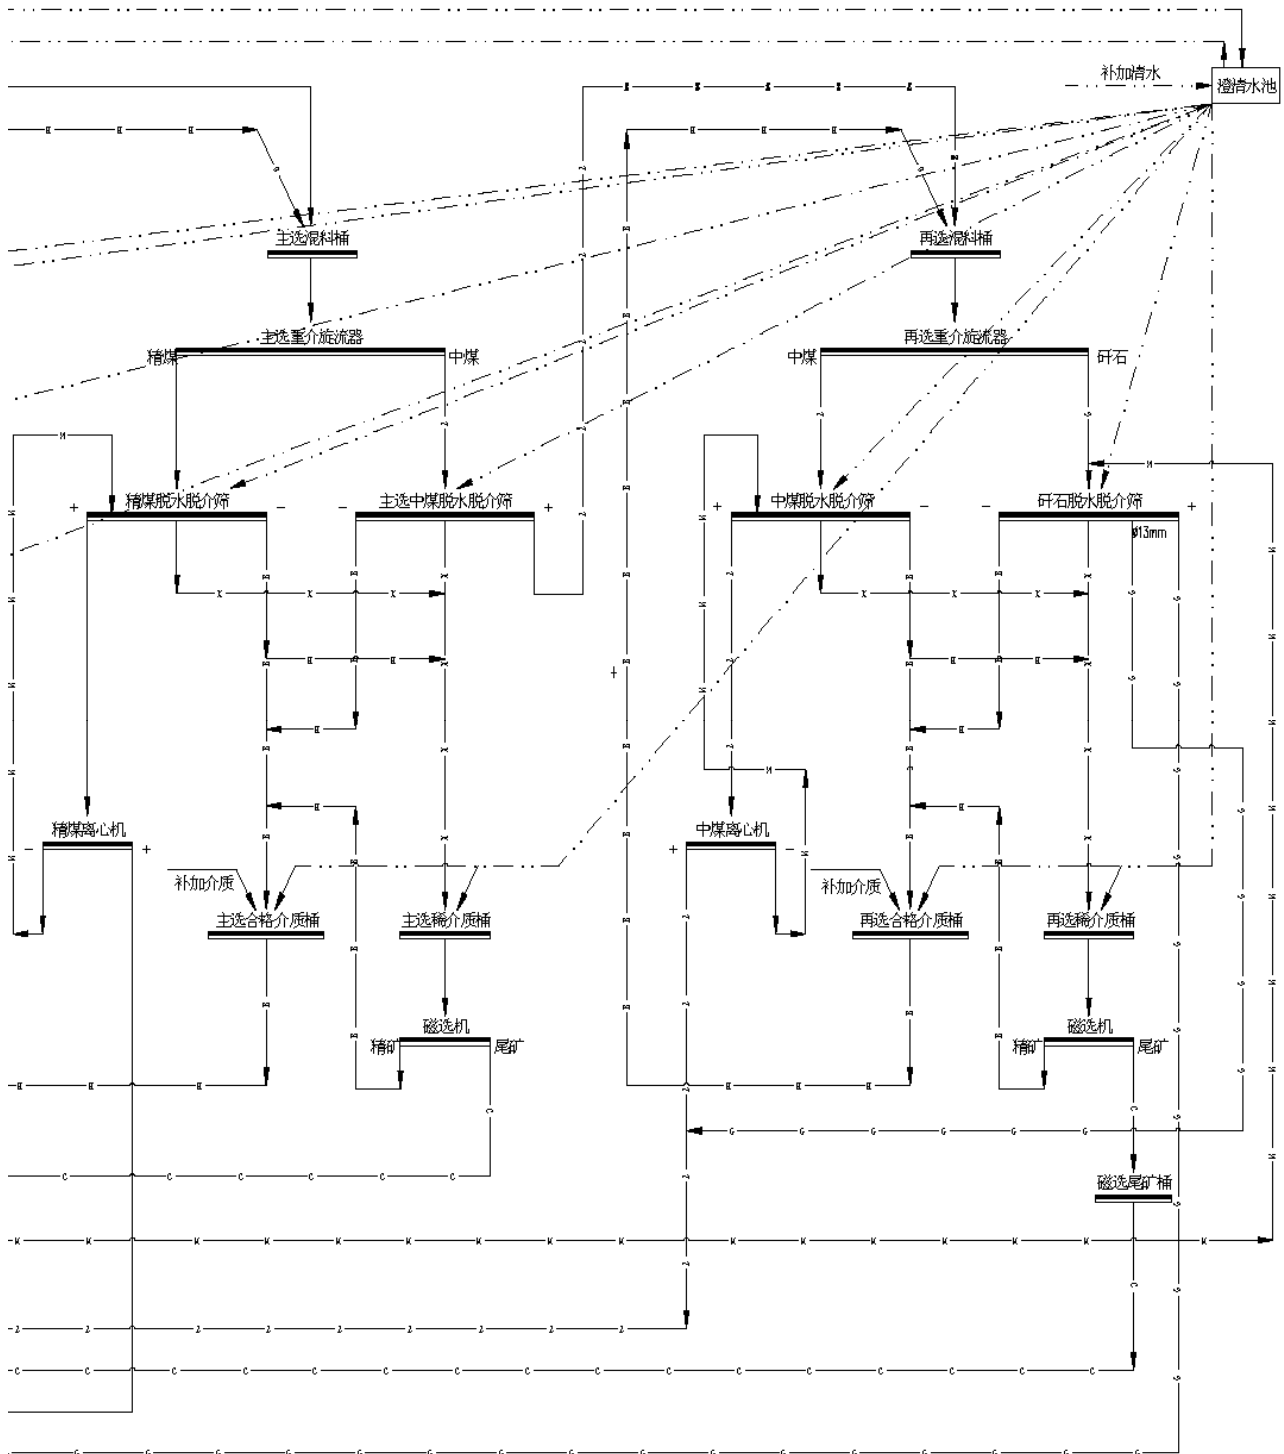 补加清水
澄清水池
主选混料桶
再选混料桶
主选重介旋流器
再选重介旋流器
精煤
中煤
中煤
矸石
+
精煤脱水脱介筛
-
-
主选中煤脱水脱介筛
+
+
中煤脱水脱介筛
-
-
矸石脱水脱介筛
+
ø13mm
+
精煤离心机
-
+
中煤离心机
+
-
补加介质
补加介质
主选合格介质桶
主选稀介质桶
再选合格介质桶
再选稀介质桶
磁选机
磁选机
精矿
尾矿
精矿
尾矿
磁选尾矿桶